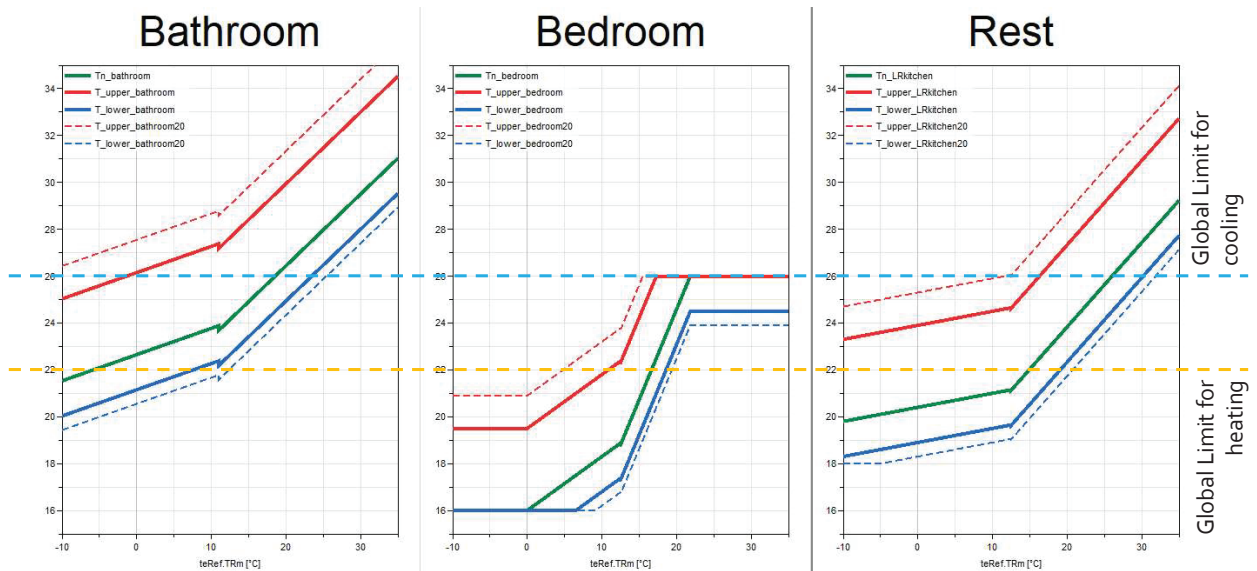 Bathroom
Bedroom
Rest
Tn_bathroom
T_upper_bathroom
T_lower_bathroom
T_upper_bathroom20
T_lower_bathroom20
34
32
30
28
26
24
22
20
18
16
-10
0
10
20
30
teRef.TRm [°C]
Tn_bedroom
T_upper_bedroom
T_lower_bedroom
T_upper_bedroom20
T_lower_bedroom20
34
32
30
28
26
24
22
20
18
16
-10
0
10
20
30
teRef.TRm [°C]
Tn_LRkitchen
T_upper_LRkitchen
T_lower_LRkitchen
T_upper_LRkitchen20
T_lower_LRkitchen20
34
32
30
28
26
24
22
20
18
16
-10
0
10
20
30
teRef.TRm [°C]
Global Limit for
cooling
Global Limit for
heating